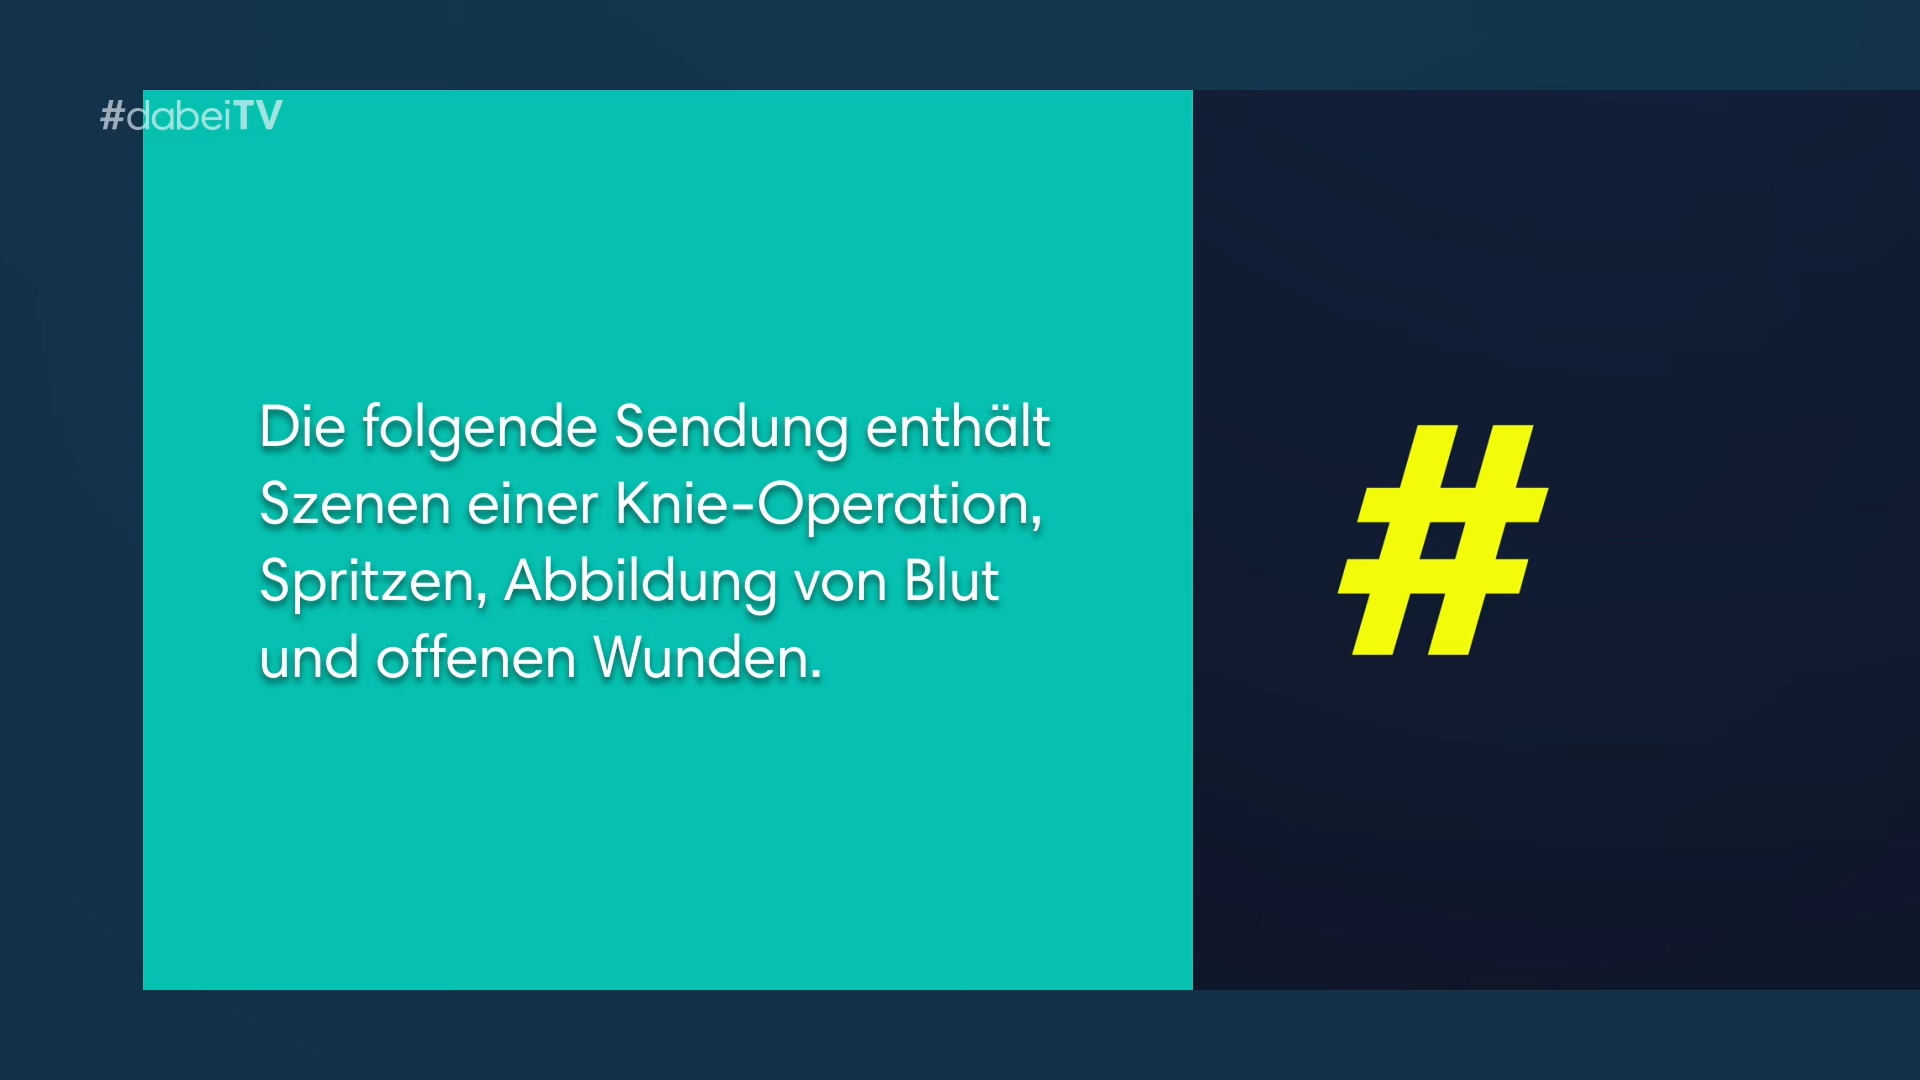 #dabeiTV
Die folgende Sendung enthält
Szenen einer Knie-Operation,
Spritzen, Abbildung von Blut
und offenen Wunden.
#